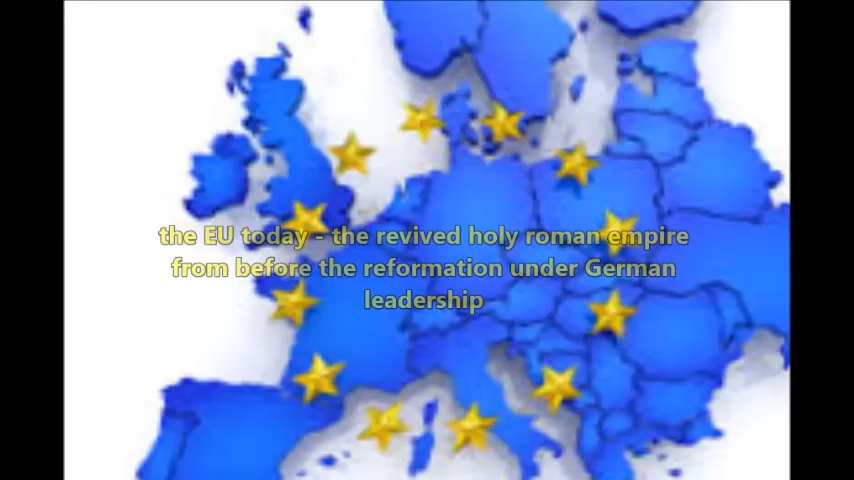 the EU today - the revived holy roman empire
from before the reformation under German
leadership